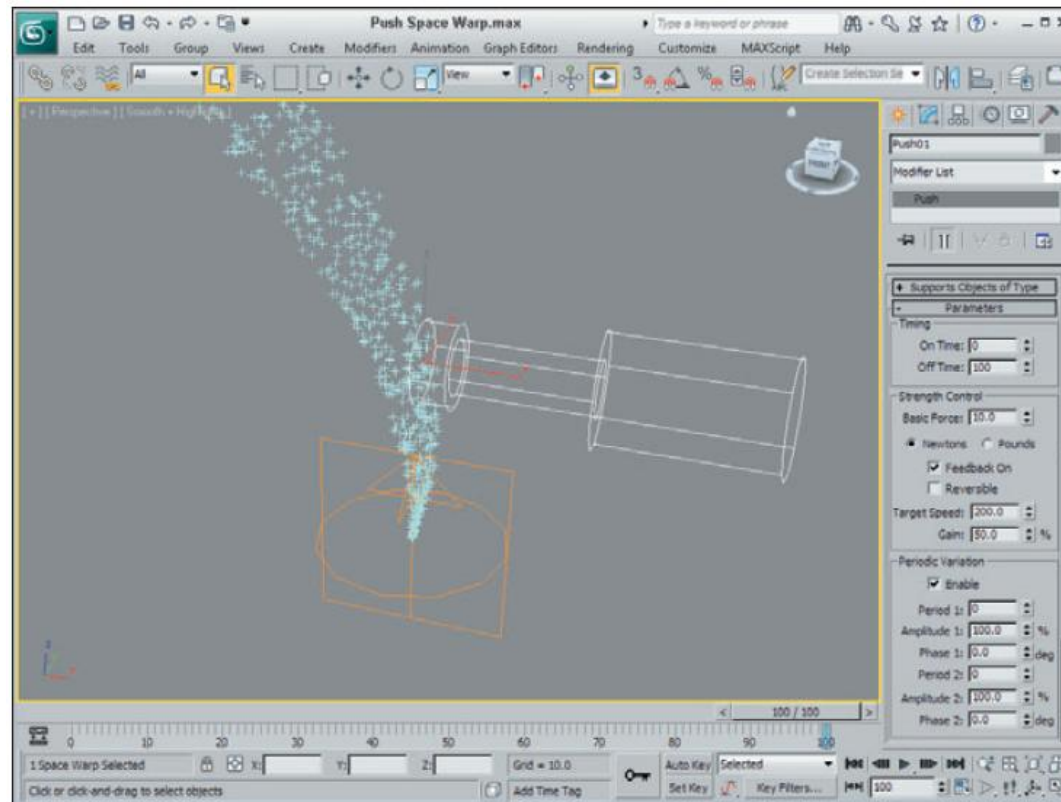 Push Space Warp.max
Type a keyword or phrase
Edit Tools Group Views Create Modifiers Animation Graph Editors Rendering Customize MAXScript Help
All
View
3
%
Create Selection Se
[ + ] [ Perspective ] [ Smooth + Highlights ]
FRONT
Push01
Modifier List
Push
+ Supports Objects of Type
- Parameters
Timing
On Time: 0
Off Time: 100
Strength Control
Basic Force: 10.0
Newtons Pounds
Feedback On
Reversible
Target Speed: 200.0
Gain: 50.0 %
Periodic Variation
Enable
Period 1: 0
Amplitude 1: 100.0 %
Phase 1: 0.0 deg
Period 2: 0
Amplitude 2: 100.0 %
Phase 2: 0.0 deg
< 100 / 100 >
0 10 20 30 40 50 60 70 80 90 100
1 Space Warp Selected X: Y: Z: Grid = 10.0 Auto Key Selected
Click or click-and-drag to select objects Add Time Tag Set Key Key Filters... 100